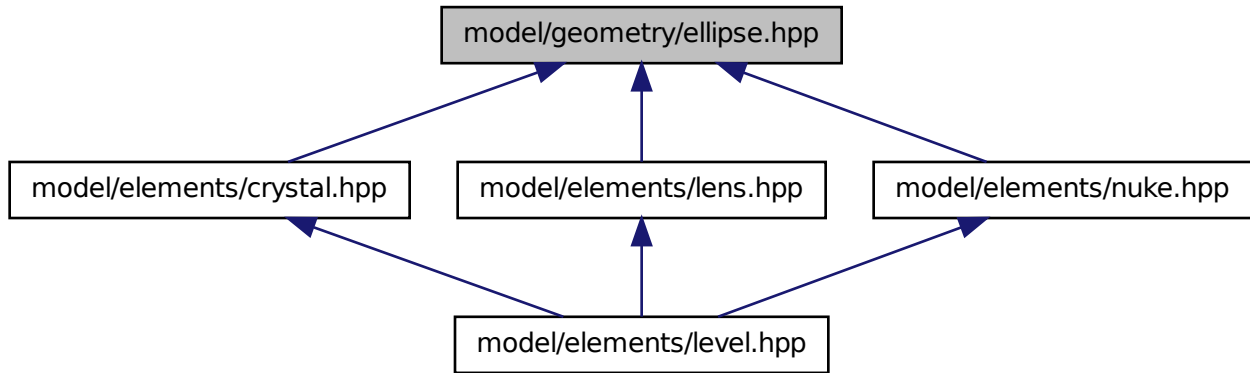 model/geometry/ellipse.hpp
model/elements/crystal.hpp
model/elements/lens.hpp
model/elements/nuke.hpp
model/elements/level.hpp